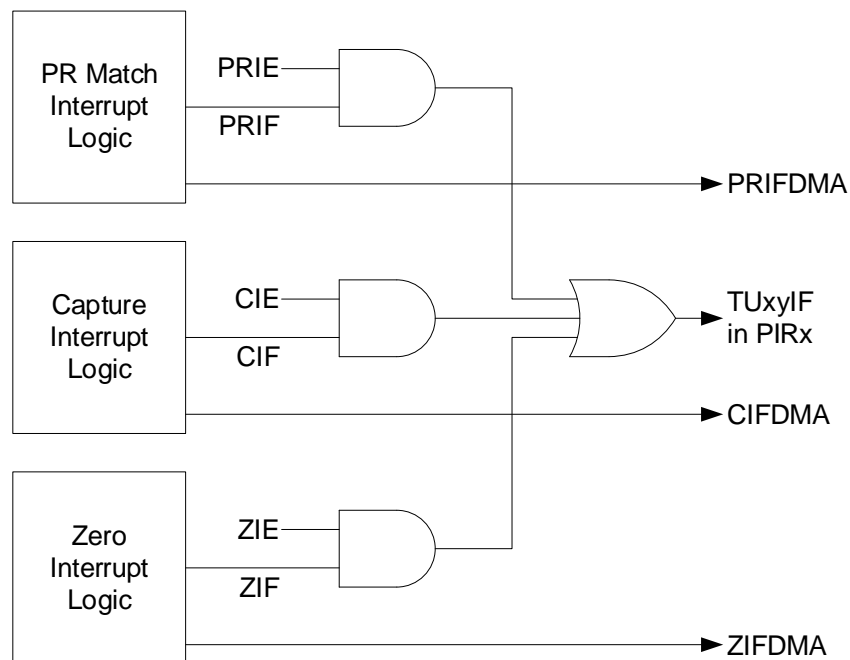 PR Match
Interrupt
Logic
PRIE
PRIF
PRIFDMA
Capture
Interrupt
Logic
CIE
CIF
TUxyIF
in PIRx
CIFDMA
Zero
Interrupt
Logic
ZIE
ZIF
ZIFDMA